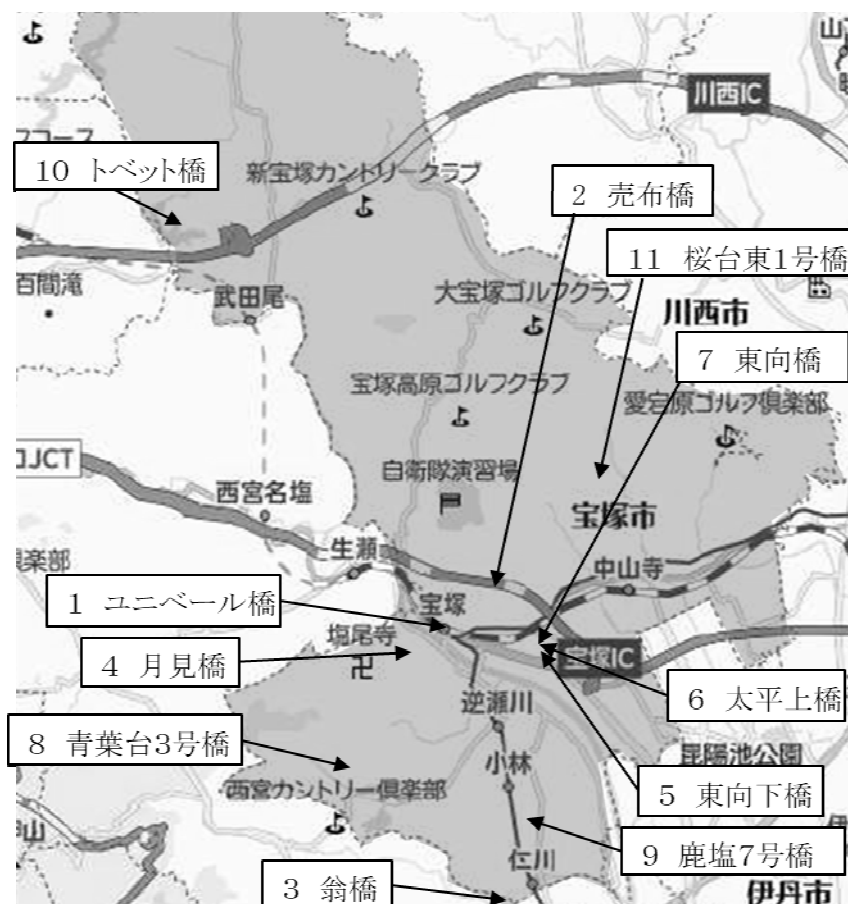 川西IC
スコース
10 トベット橋
新宝塚カントリークラブ
2 売布橋
11 桜台東1号橋
百間滝
武田尾
大宝塚ゴルフクラブ
川西市
7 東向橋
宝塚高原ゴルフクラブ
愛宕原ゴルフ倶楽部
JCT
自衛隊演習場
西宮名塩
宝塚市
生瀬
中山寺
楽部
1 ユニベール橋
宝塚
塩尾寺
4 月見橋
宝塚IC
6 太平上橋
逆瀬川
8 青葉台3号橋
昆陽池公園
小林
西宮カントリー倶楽部
5 東向下橋
山
9 鹿塩7号橋
仁川
3 翁橋
伊丹市